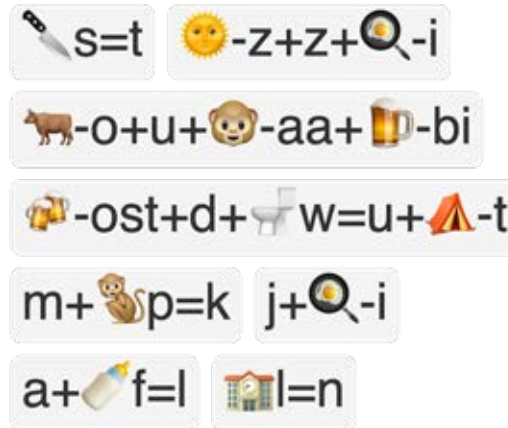 🔪s=t 🌞-z+z+🍳-i
🐂-o+u+🐵-aa+🍺-bi
🍻-ost+d+🚽w=u+⛺-t
m+🐒p=k j+🍳-i
a+🍼f=l 🏫l=n